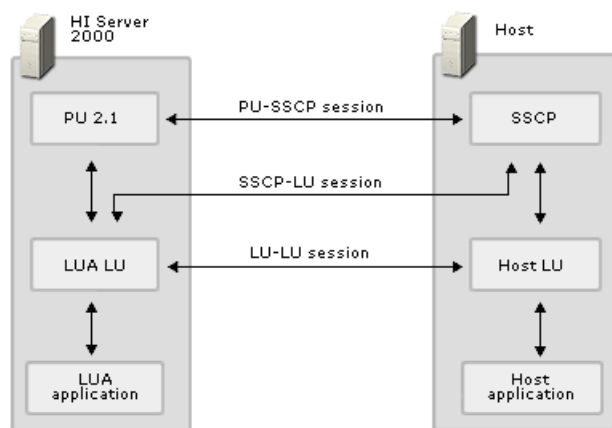 HI Server
2000
Host
PU 2.1
PU-SSCP session
SSCP
SSCP-LU session
LUA LU
LU-LU session
Host LU
LUA
application
Host
application